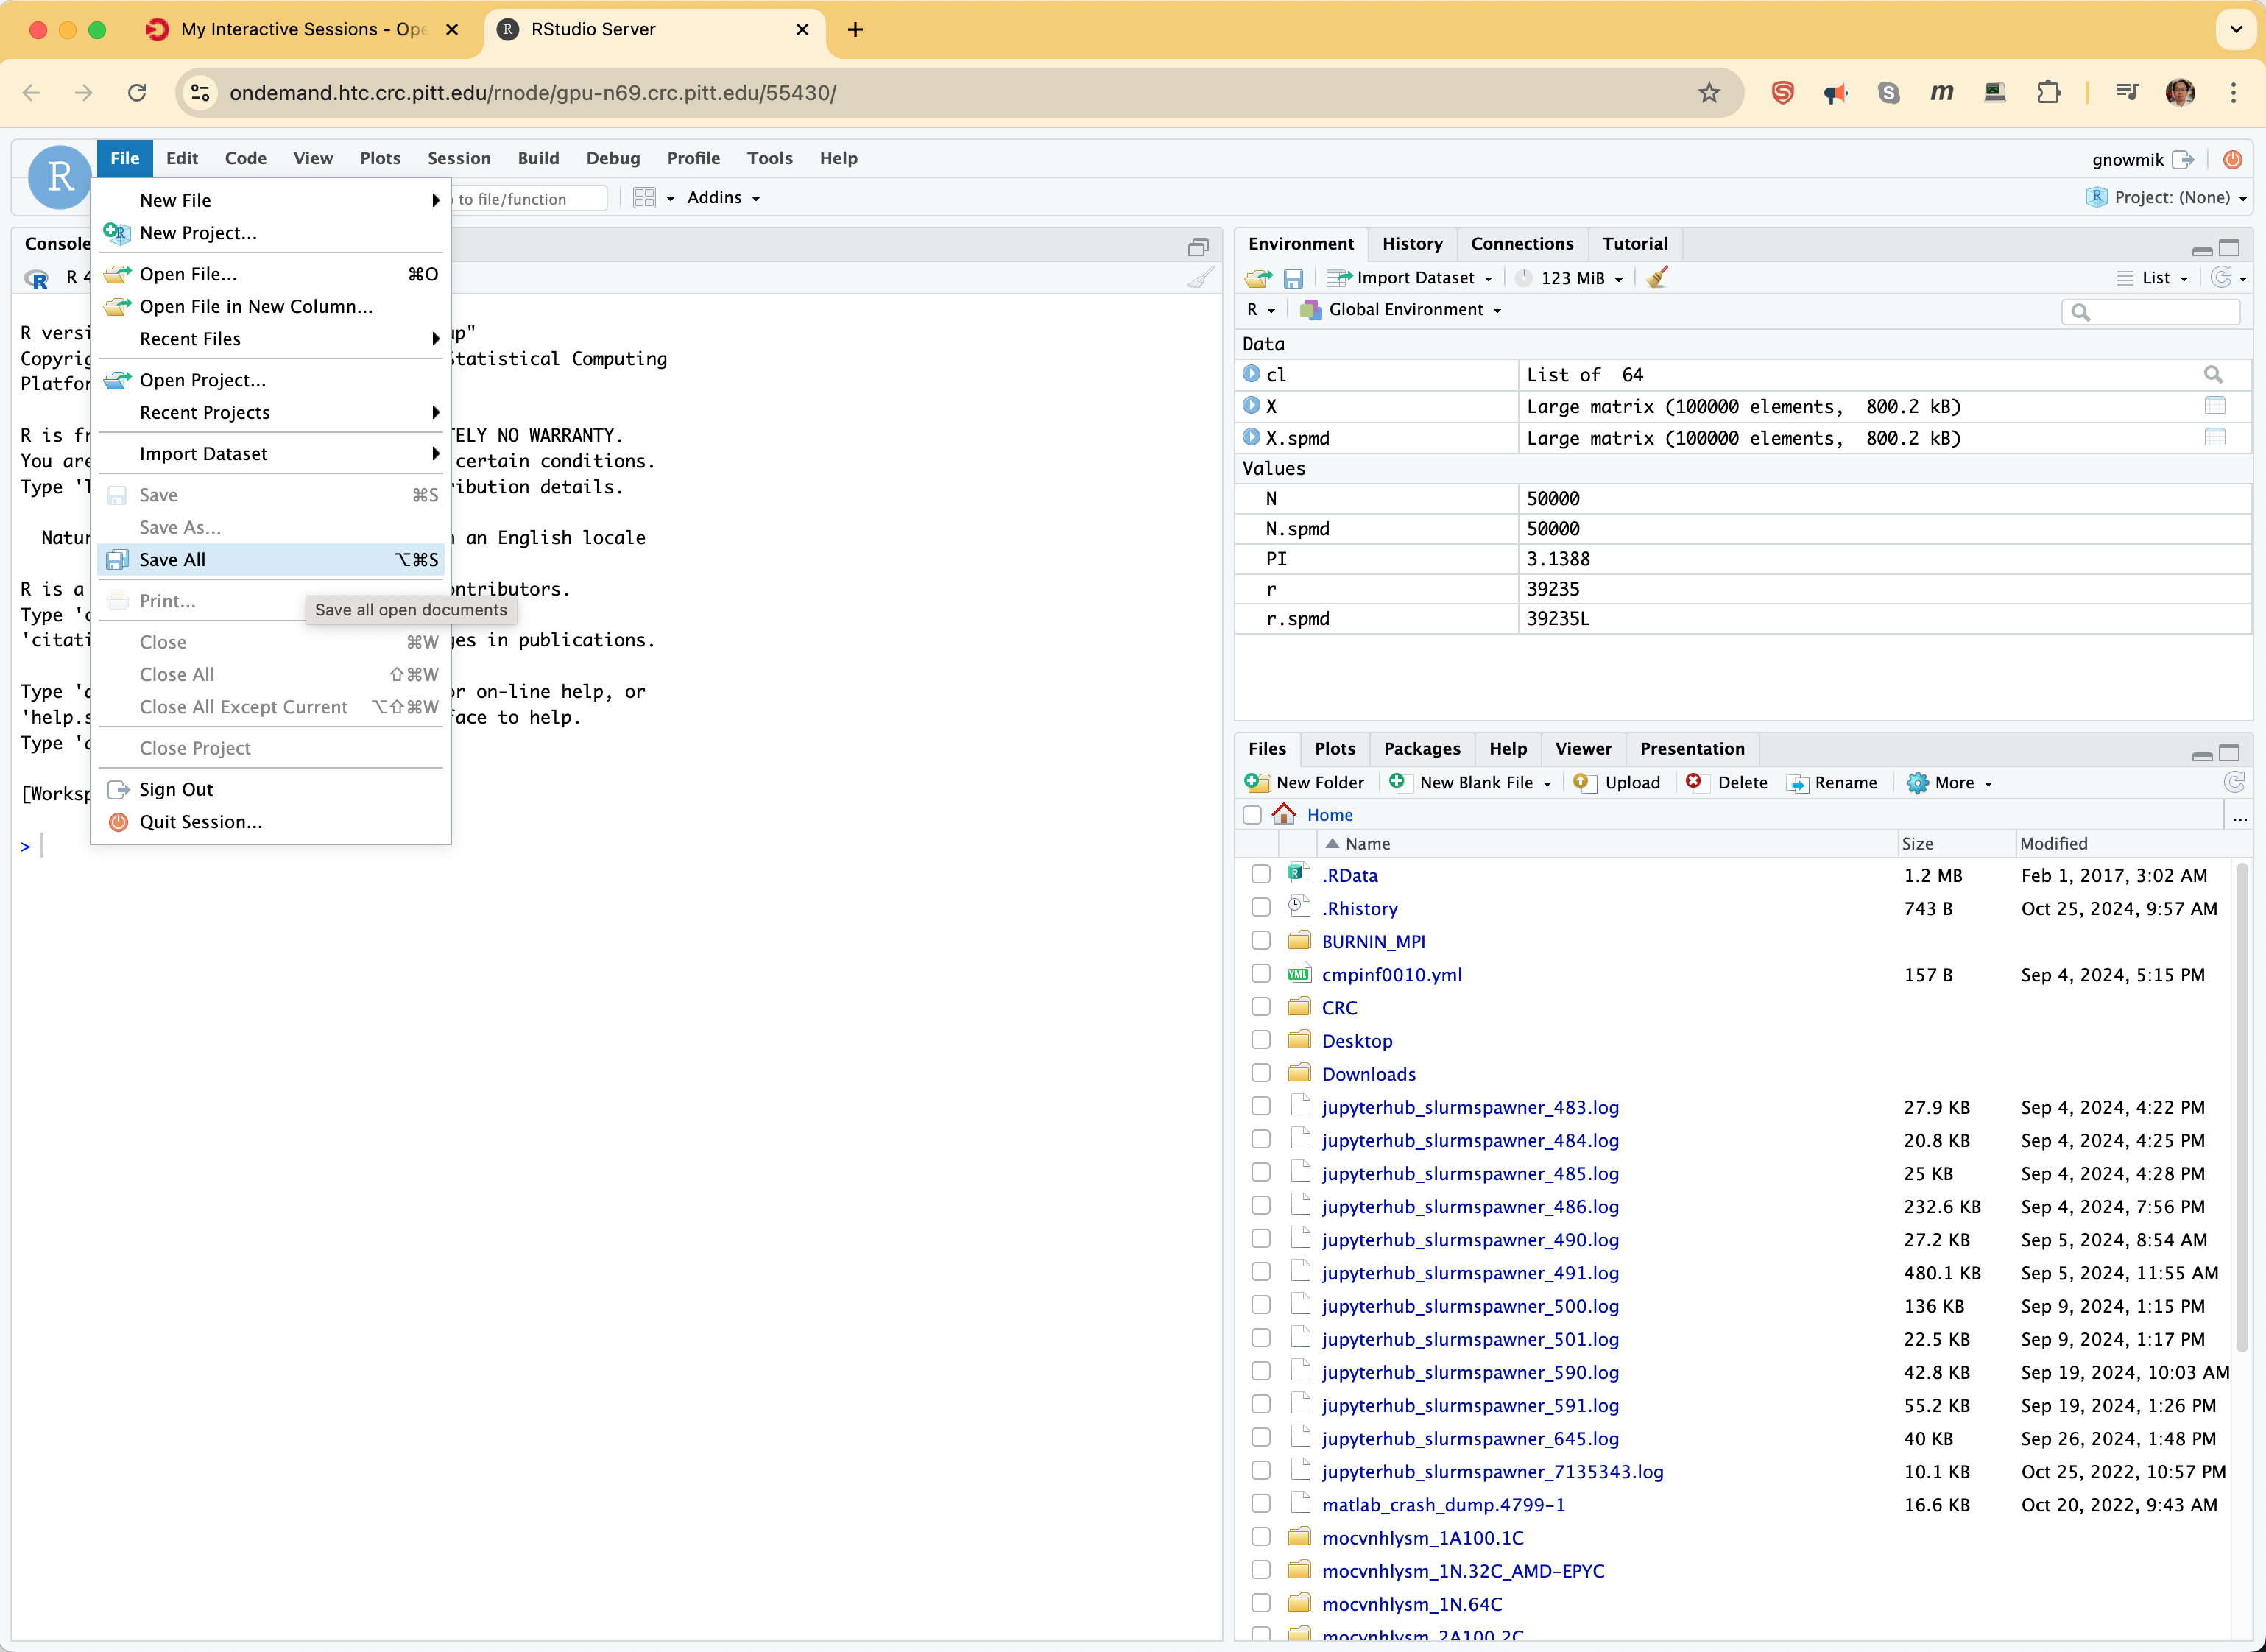 My Interactive Sessions - Ope
RStudio Server
ondemand.htc.crc.pitt.edu/rnode/gpu-n69.crc.pitt.edu/55430/
File Edit Code View Plots Session Build Debug Profile Tools Help
gnowmik
to file/function
Addins
Project: (None)
New File
New Project...
Open File... ⌘O
Open File in New Column...
Recent Files
Open Project...
Recent Projects
Import Dataset
Save ⌘S
Save As...
Save All ⌥⌘S
Print...
Save all open documents
Close ⌘W
Close All ⇧⌘W
Close All Except Current ⌥⇧⌘W
Close Project
Sign Out
Quit Session...
Console
R 4
R versi
up"
Copyrig
Statistical Computing
Platfor
R is fr
TELY NO WARRANTY.
You are
certain conditions.
Type 'l
ribution details.
Natur
n an English locale
R is a
ontributors.
Type 'c
'citati
ges in publications.
Type 'd
or on-line help, or
'help.s
face to help.
Type 'q
[Worksp
>
Environment History Connections Tutorial
Import Dataset 123 MiB List
R Global Environment
Data
cl List of 64
X Large matrix (100000 elements, 800.2 kB)
X.spmd Large matrix (100000 elements, 800.2 kB)
Values
N 50000
N.spmd 50000
PI 3.1388
r 39235
r.spmd 39235L
Files Plots Packages Help Viewer Presentation
New Folder New Blank File Upload Delete Rename More
Home ...
Name Size Modified
.RData 1.2 MB Feb 1, 2017, 3:02 AM
.Rhistory 743 B Oct 25, 2024, 9:57 AM
BURNIN_MPI
cmpinf0010.yml 157 B Sep 4, 2024, 5:15 PM
CRC
Desktop
Downloads
jupyterhub_slurmspawner_483.log 27.9 KB Sep 4, 2024, 4:22 PM
jupyterhub_slurmspawner_484.log 20.8 KB Sep 4, 2024, 4:25 PM
jupyterhub_slurmspawner_485.log 25 KB Sep 4, 2024, 4:28 PM
jupyterhub_slurmspawner_486.log 232.6 KB Sep 4, 2024, 7:56 PM
jupyterhub_slurmspawner_490.log 27.2 KB Sep 5, 2024, 8:54 AM
jupyterhub_slurmspawner_491.log 480.1 KB Sep 5, 2024, 11:55 AM
jupyterhub_slurmspawner_500.log 136 KB Sep 9, 2024, 1:15 PM
jupyterhub_slurmspawner_501.log 22.5 KB Sep 9, 2024, 1:17 PM
jupyterhub_slurmspawner_590.log 42.8 KB Sep 19, 2024, 10:03 AM
jupyterhub_slurmspawner_591.log 55.2 KB Sep 19, 2024, 1:26 PM
jupyterhub_slurmspawner_645.log 40 KB Sep 26, 2024, 1:48 PM
jupyterhub_slurmspawner_7135343.log 10.1 KB Oct 25, 2022, 10:57 PM
matlab_crash_dump.4799-1 16.6 KB Oct 20, 2022, 9:43 AM
mocvnhlysm_1A100.1C
mocvnhlysm_1N.32C_AMD-EPYC
mocvnhlysm_1N.64C
mocvnhlysm_2A100.2C